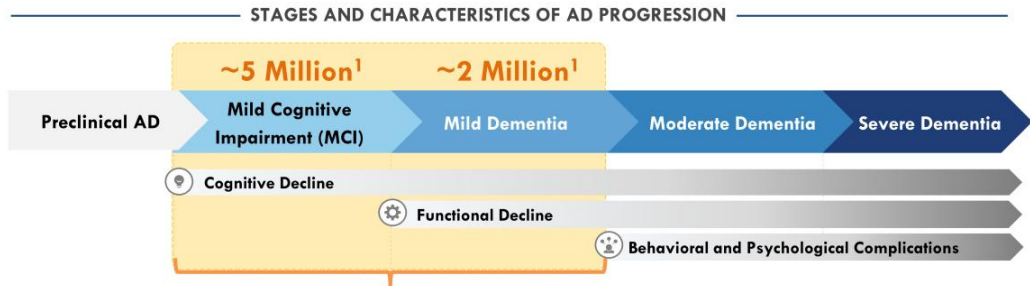 STAGES AND CHARACTERISTICS OF AD PROGRESSION
~5 Million¹
~2 Million¹
Preclinical AD
Mild Cognitive
Impairment (MCI)
Mild Dementia
Moderate Dementia
Severe Dementia
Cognitive Decline
Functional Decline
Behavioral and Psychological Complications